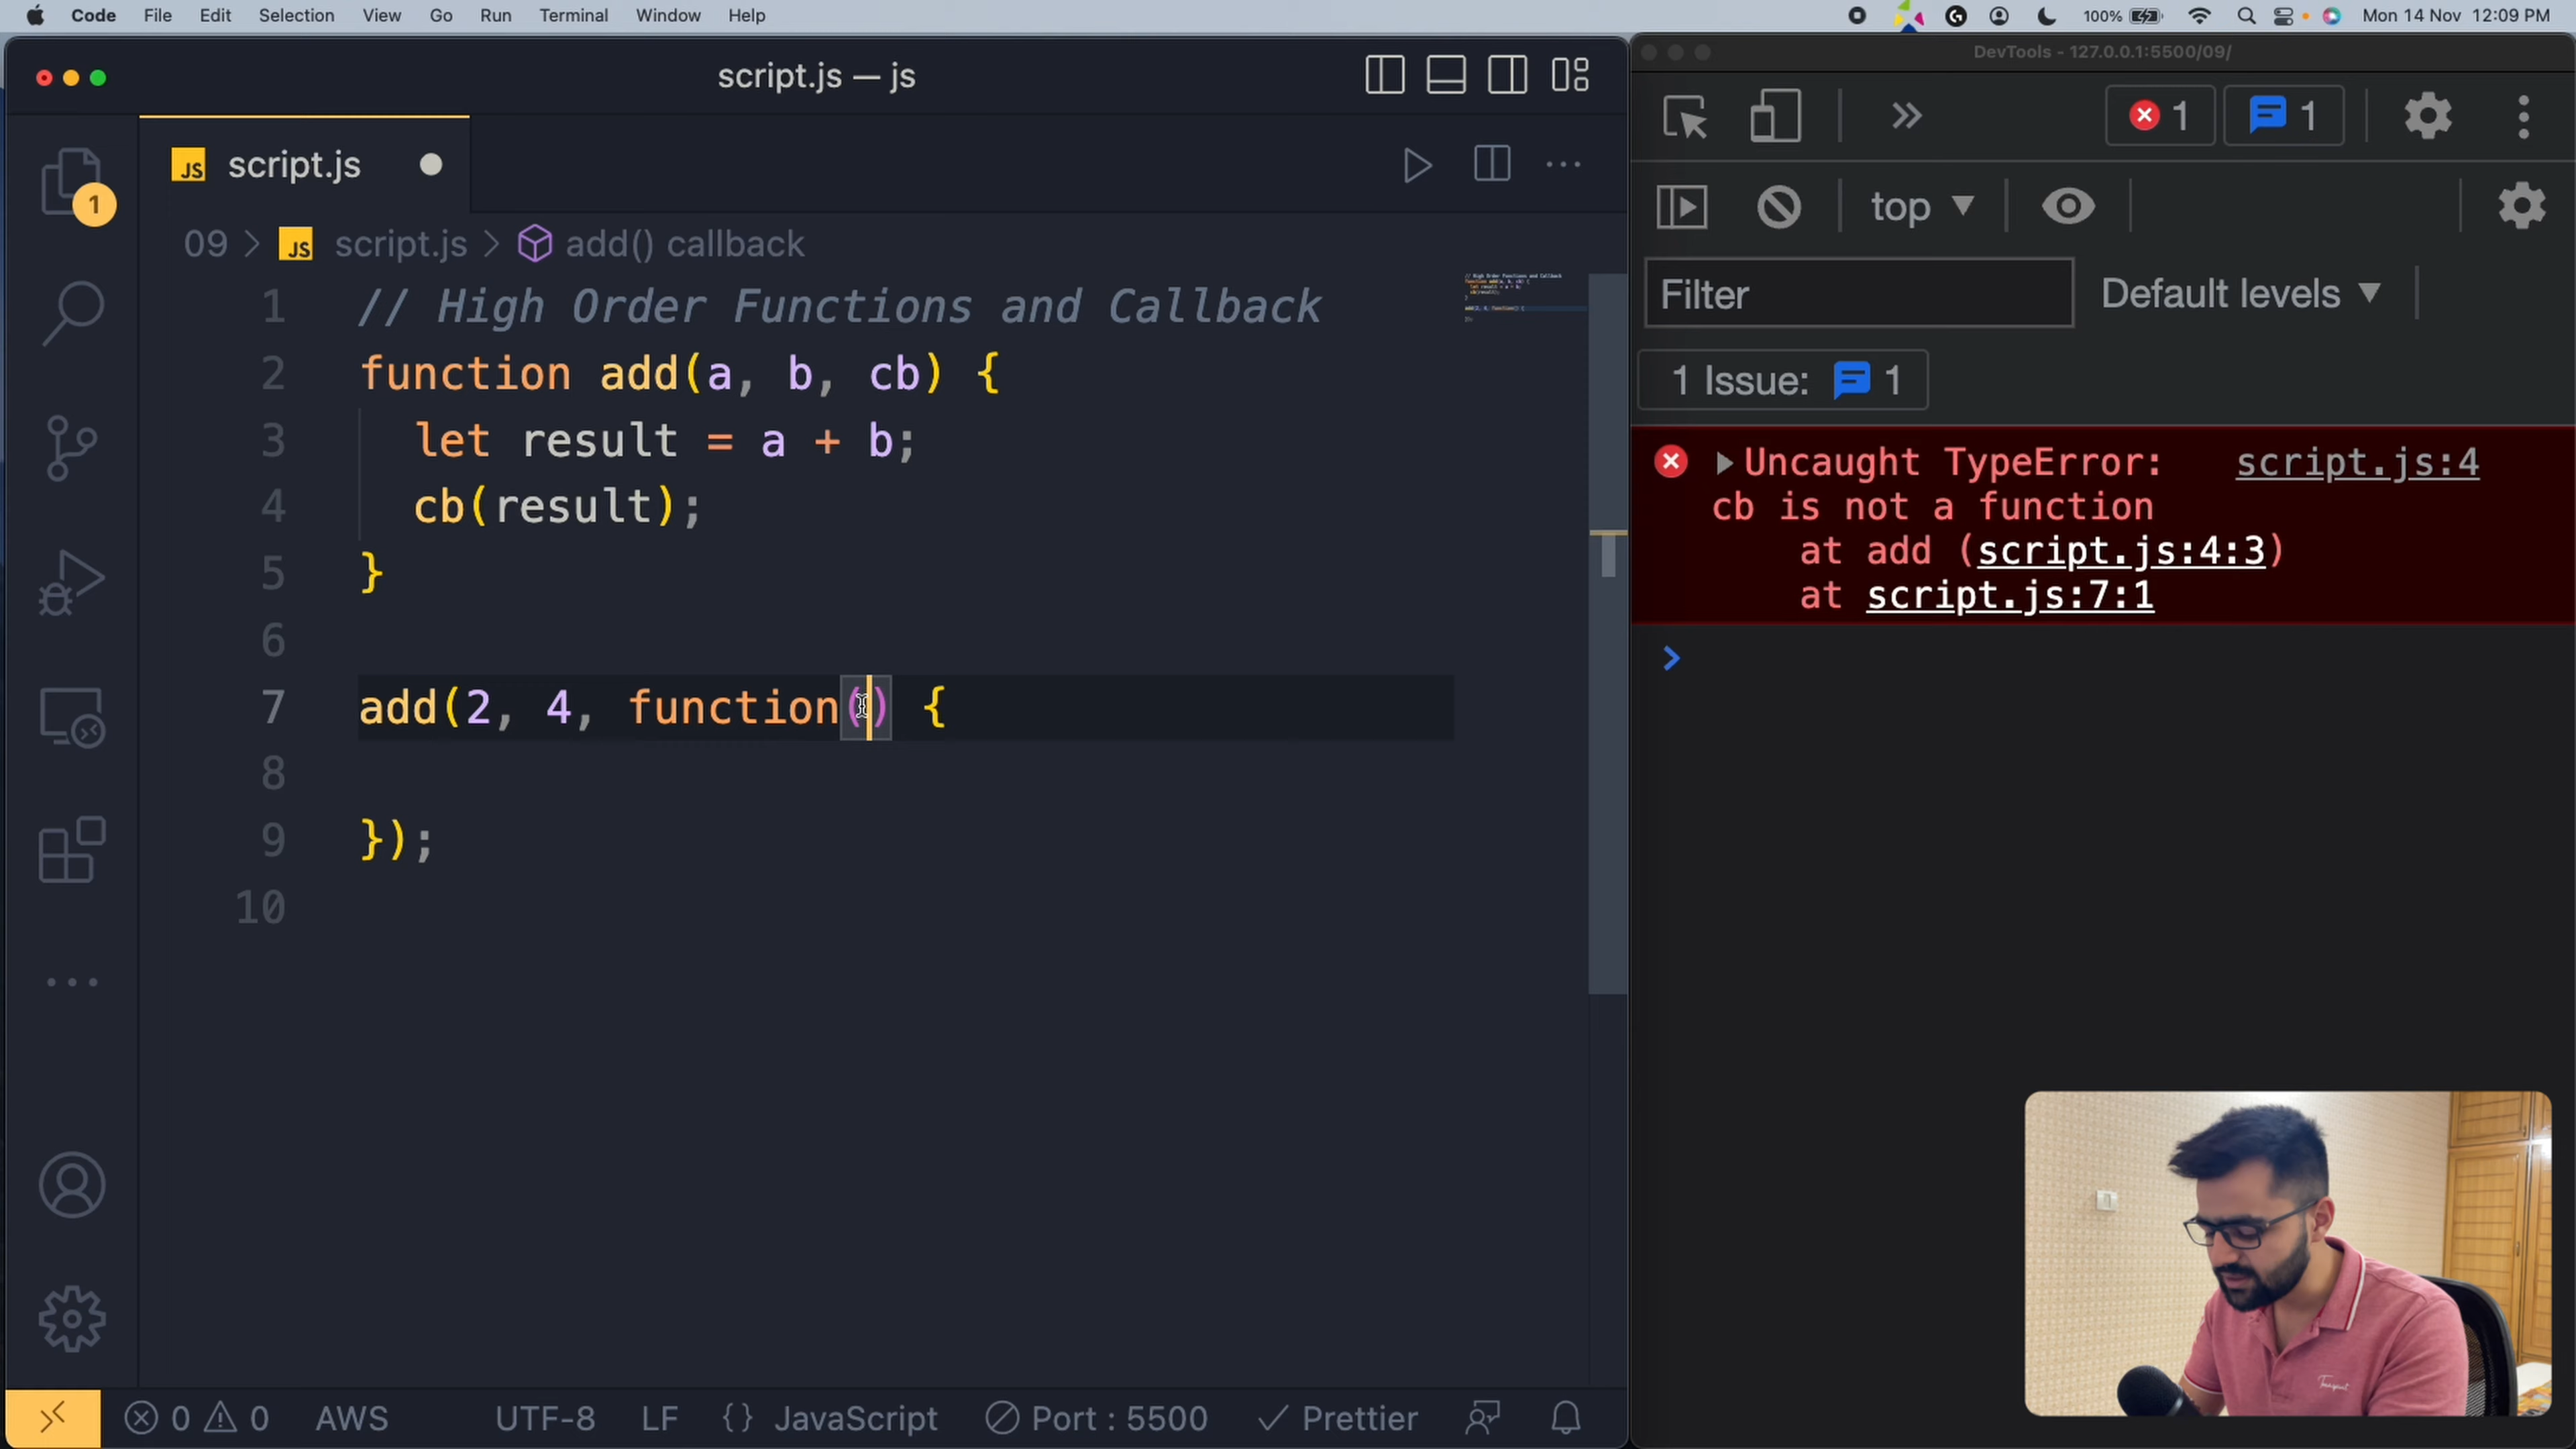 Code File Edit Selection View Go Run Terminal Window Help 100% Mon 14 Nov 12:09 PM
script.js — js
DevTools - 127.0.0.1:5500/09/
JS script.js
1
1 1
09 > JS script.js > add() callback
top
1 // High Order Functions and Callback
Filter Default levels
2 function add(a, b, cb) {
1 Issue: 1
3 let result = a + b;
4 cb(result);
5 }
6
7 add(2, 4, function() {
8
9 });
10
Uncaught TypeError: script.js:4
cb is not a function
at add (script.js:4:3)
at script.js:7:1
0 0 AWS UTF-8 LF {} JavaScript Port : 5500 Prettier